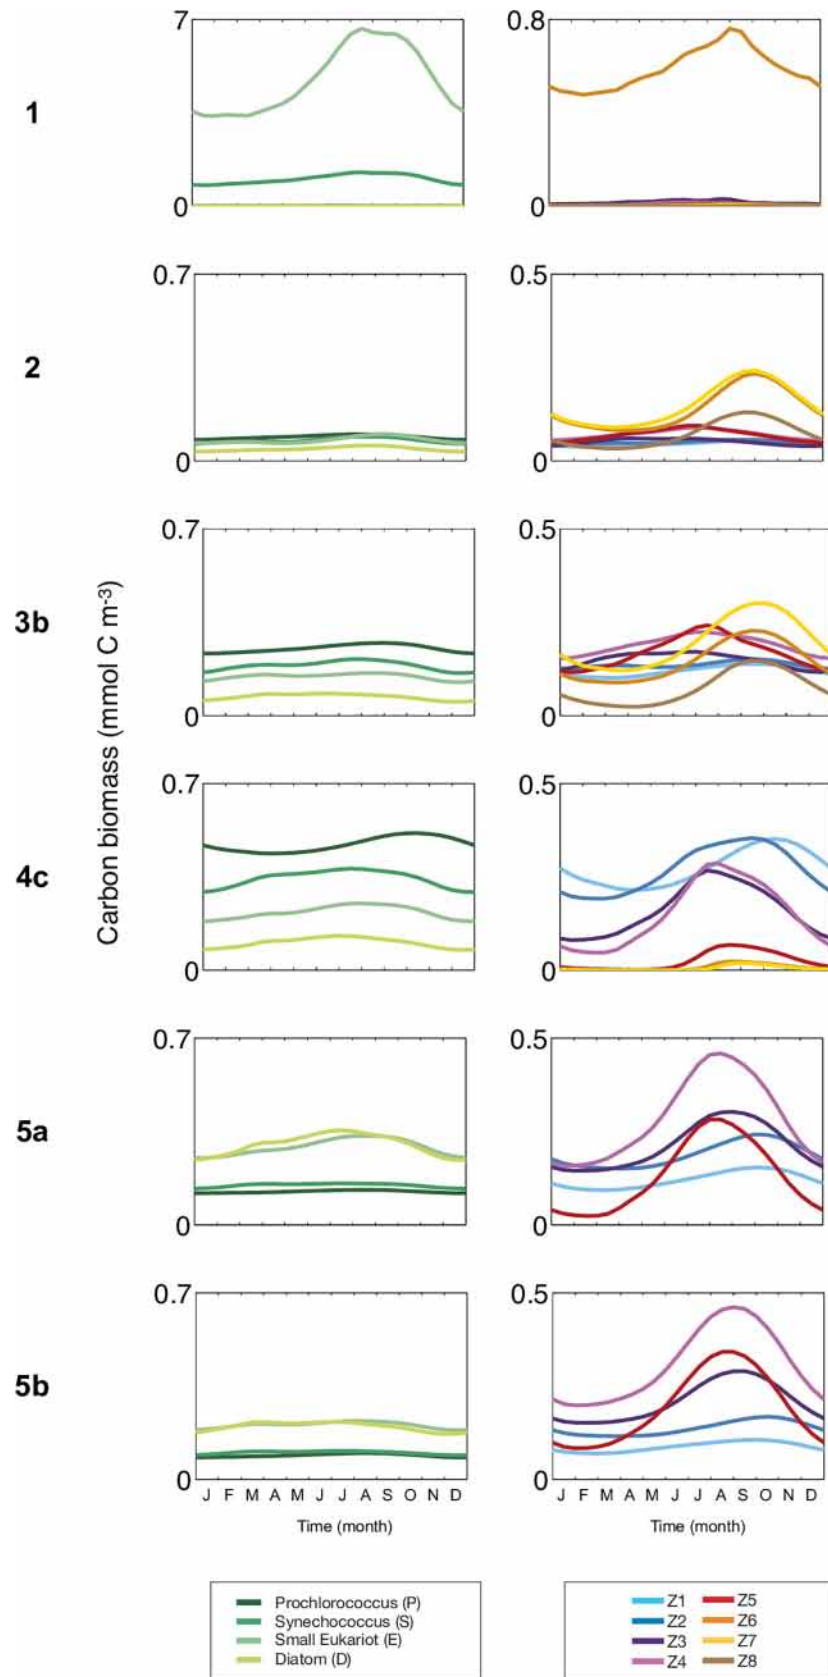 7
0.8
1
0
0
0.7
0.5
2
0
0
0.7
0.5
3b
0
0
Carbon biomass (mmol C m-3)
0.7
0.5
4c
0
0
0.7
0.5
5a
0
0
0.7
0.5
5b
0
0
J F M A M J J A S O N D
J F M A M J J A S O N D
Time (month)
Time (month)
Prochlorococcus (P)
Synechococcus (S)
Small Eukariot (E)
Diatom (D)
Z1 Z5
Z2 Z6
Z3 Z7
Z4 Z8